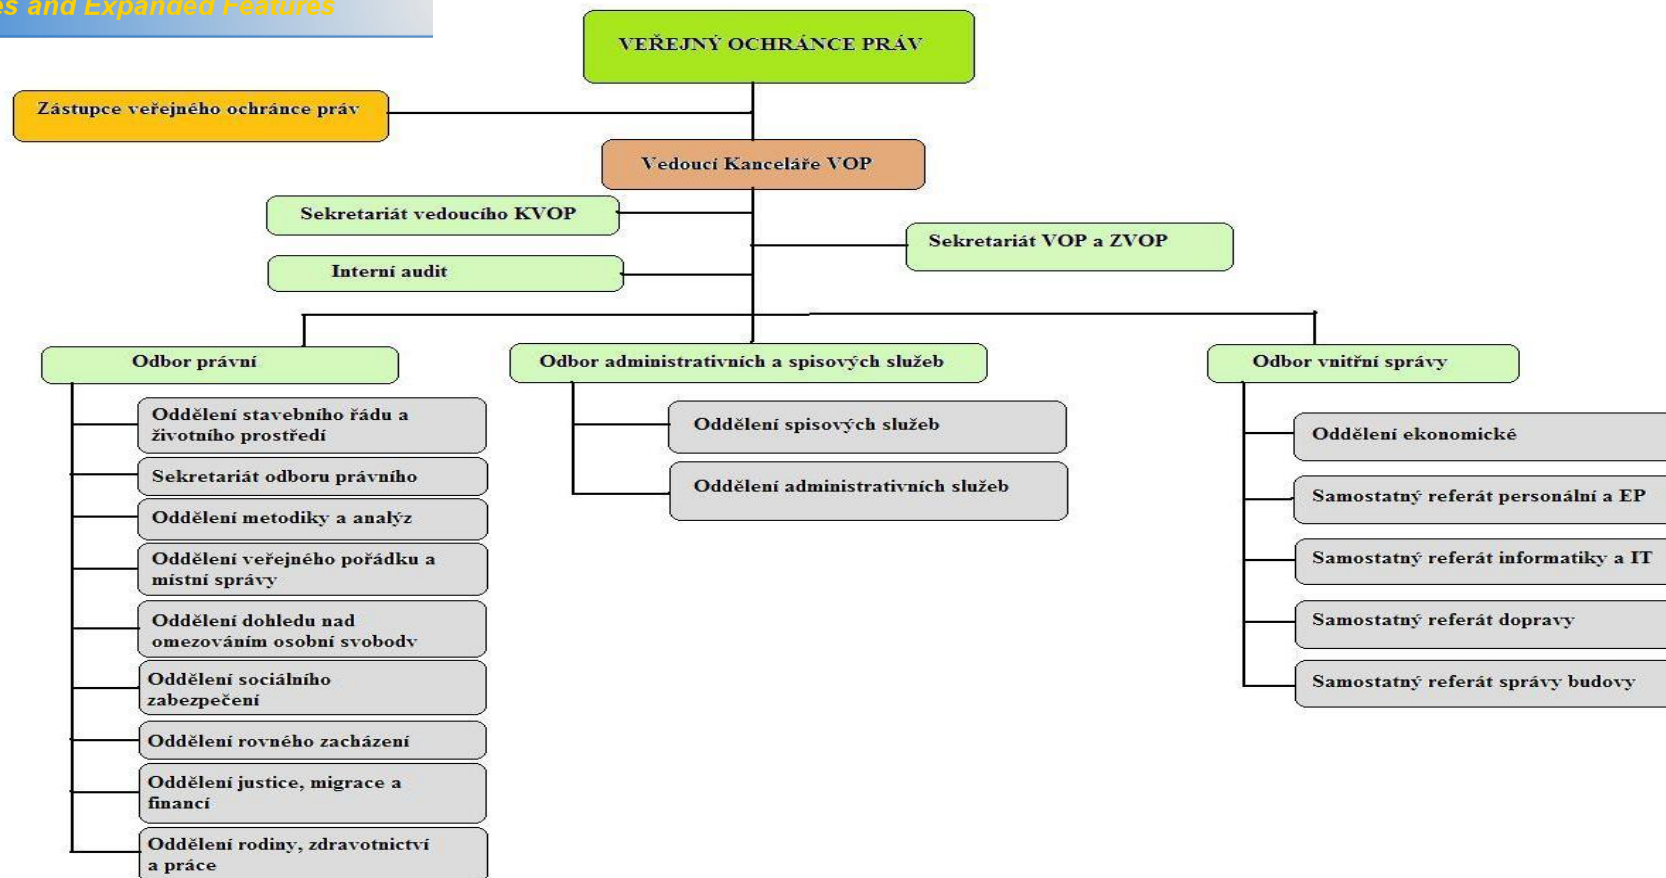 es and Expanded Features
VEŘEJNÝ OCHRÁNCE PRÁV
Zástupce veřejného ochránce práv
Vedoucí Kanceláře VOP
Sekretariát vedoucího KVOP
Sekretariát VOP a ZVOP
Interní audit
Odbor právní
Odbor administrativních a spisových služeb
Odbor vnitřní správy
Oddělení stavebního řádu a
životního prostředí
Sekretariát odboru právního
Oddělení metodiky a analýz
Oddělení veřejného pořádku a
místní správy
Oddělení dohledu nad
omezováním osobní svobody
Oddělení sociálního
zabezpečení
Oddělení rovného zacházení
Oddělení justice, migrace a
financí
Oddělení rodiny, zdravotnictví
a práce
Oddělení spisových služeb
Oddělení administrativních služeb
Oddělení ekonomické
Samostatný referát personální a EP
Samostatný referát informatiky a IT
Samostatný referát dopravy
Samostatný referát správy budovy